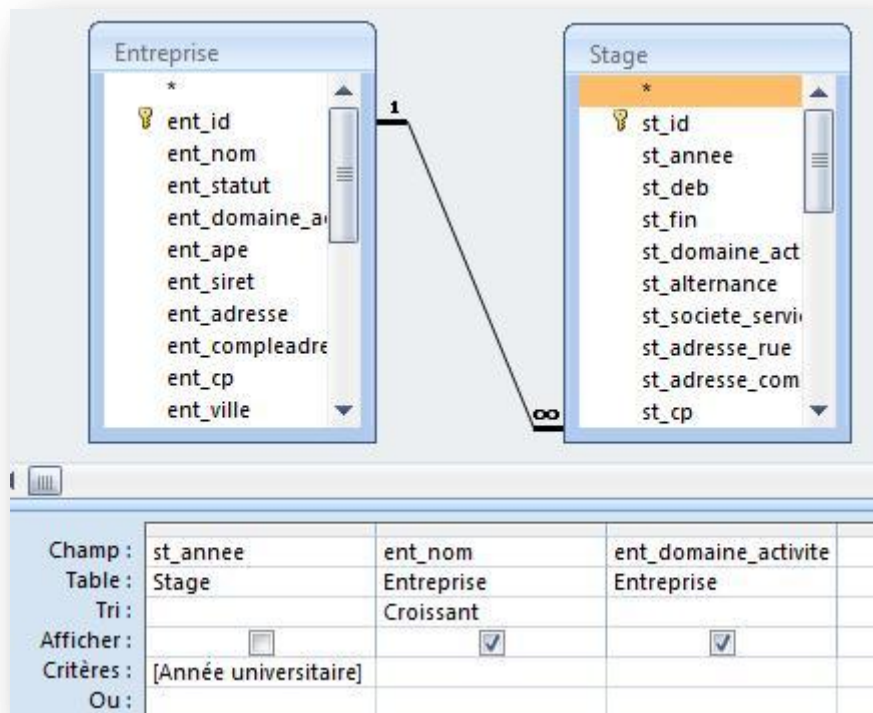 Entreprise
*
ent_id
ent_nom
ent_statut
ent_domaine_a
ent_ape
ent_siret
ent_adresse
ent_compleadre
ent_cp
ent_ville
1
∞
Stage
*
st_id
st_annee
st_deb
st_fin
st_domaine_act
st_alternance
st_societe_servi
st_adresse_rue
st_adresse_com
st_cp
Champ : st_annee ent_nom ent_domaine_activite
Table : Stage Entreprise Entreprise
Tri : Croissant
Afficher :
Critères : [Année universitaire]
Ou :